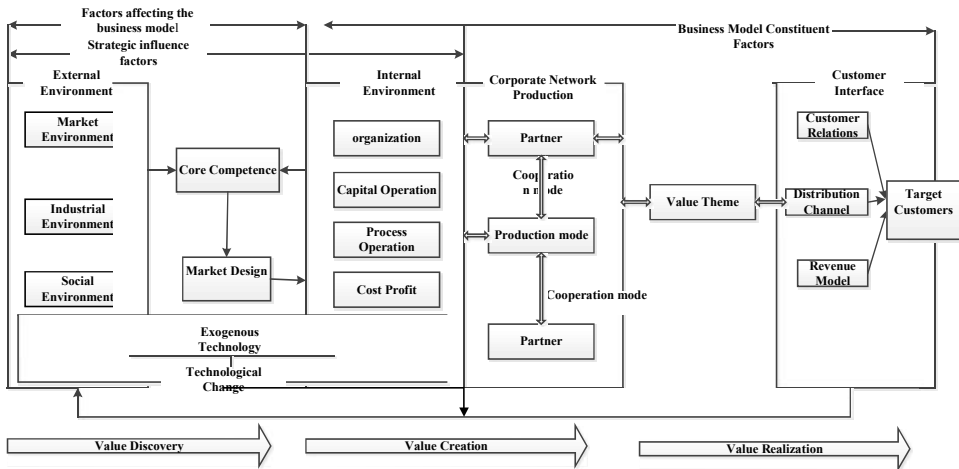 Factors affecting the
business model
Strategic influence
factors
Business Model Constituent
Factors
External
Environment
Internal
Environment
Corporate Network
Production
Customer
Interface
Market
Environment
Industrial
Environment
Social
Environment
Core Competence
Market Design
organization
Capital Operation
Process
Operation
Cost Profit
Partner
Cooperatio
n mode
Production mode
Cooperation mode
Partner
Value Theme
Customer
Relations
Distribution
Channel
Revenue
Model
Target
Customers
Exogenous
Technology
Technological
Change
Value Discovery
Value Creation
Value Realization